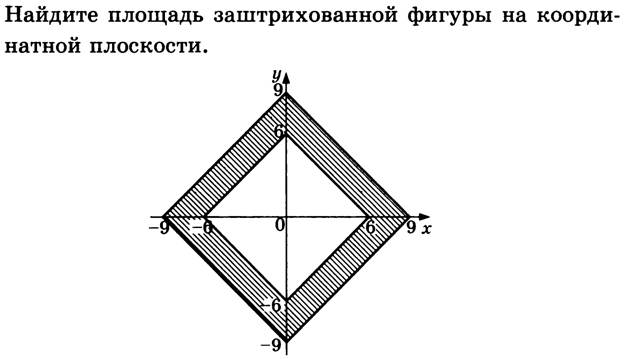 Найдите площадь заштрихованной фигуры на коорди-
натной плоскости.
y
9
6
-9 -6 0 6 9 x
-6
-9